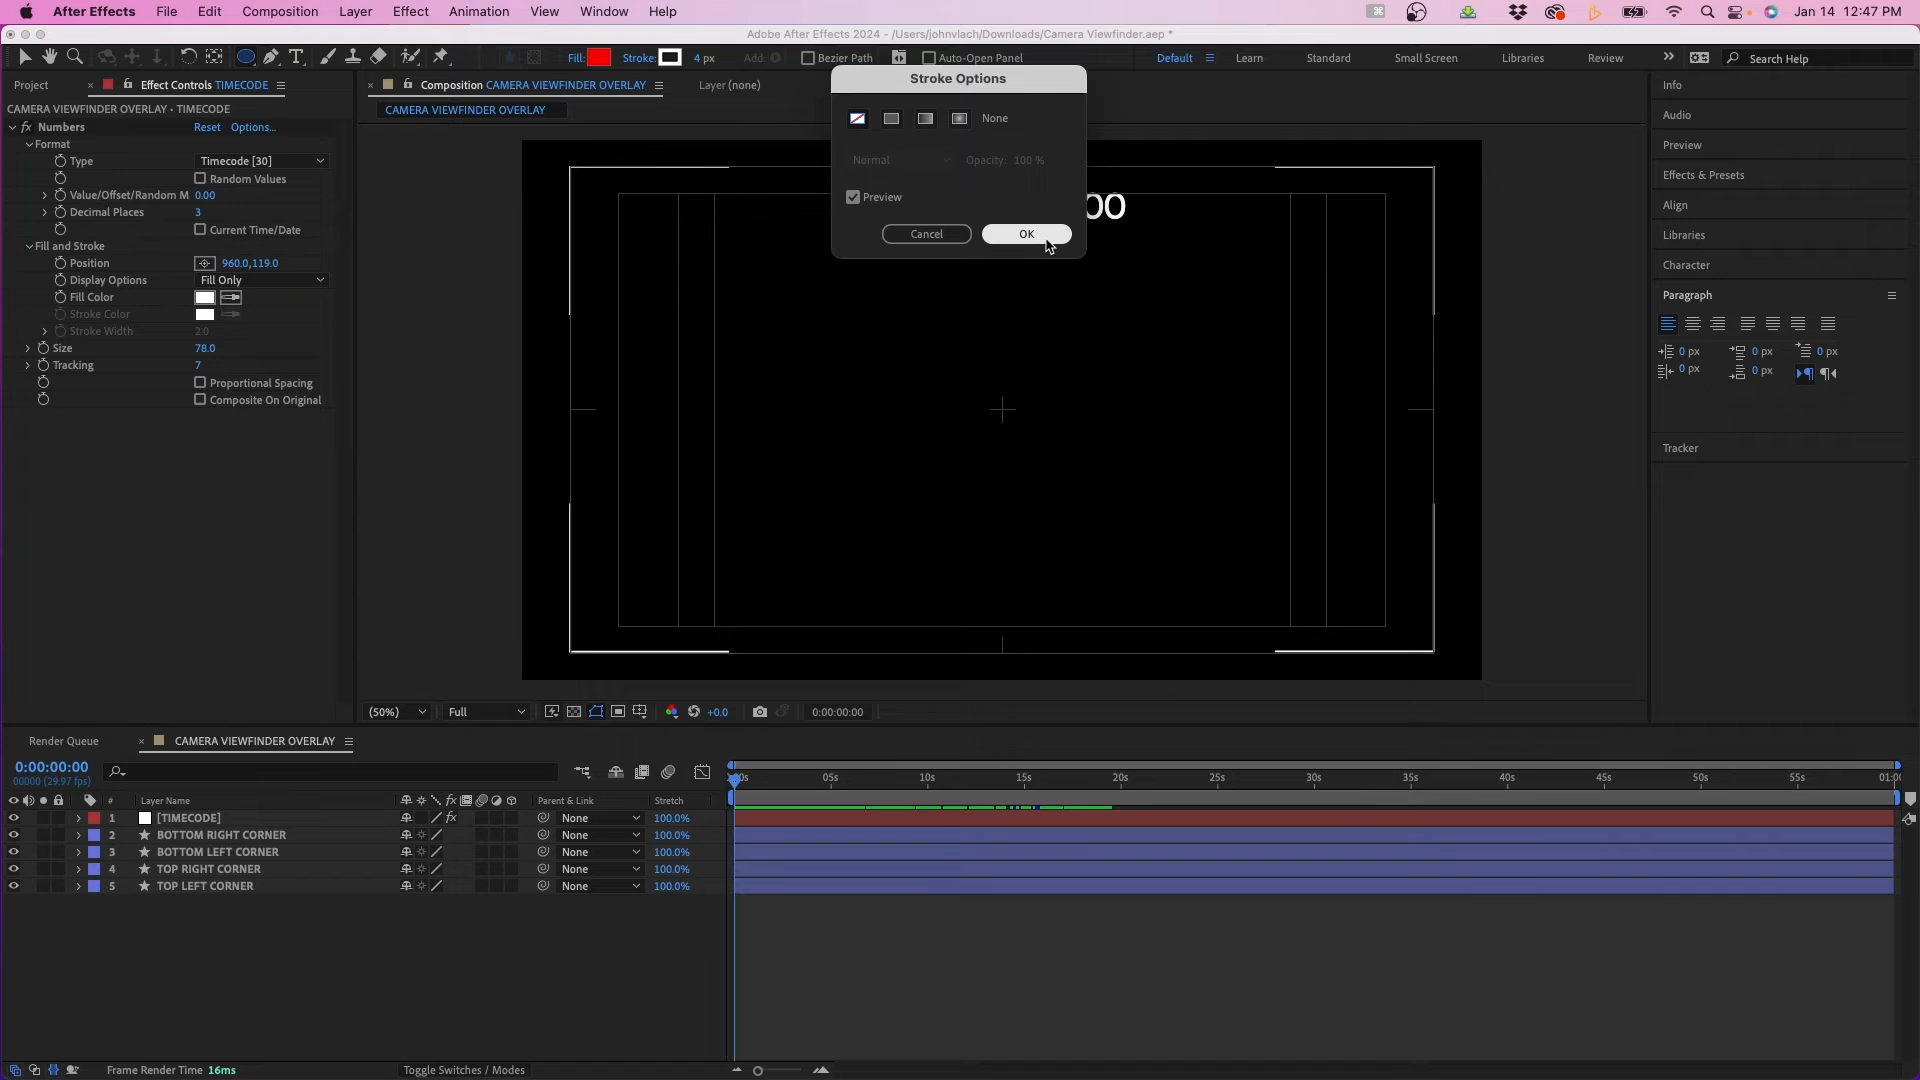 After Effects File Edit Composition Layer Effect Animation View Window Help Jan 14 12:47 PM
Adobe After Effects 2024 - /Users/johnvlach/Downloads/Camera Viewfinder.aep *
Fill: Stroke: 4 px Add: Bezier Path Auto-Open Panel Default Learn Standard Small Screen Libraries Review Search Help
Stroke Options
None
Normal Opacity: 100 %
Preview
Cancel OK
Project Effect Controls TIMECODE
CAMERA VIEWFINDER OVERLAY • TIMECODE
fx Numbers Reset Options...
Format
Type Timecode [30]
Random Values
Value/Offset/Random M 0.00
Decimal Places 3
Current Time/Date
Fill and Stroke
Position 960.0,119.0
Display Options Fill Only
Fill Color
Stroke Color
Stroke Width 2.0
Size 78.0
Tracking 7
Proportional Spacing
Composite On Original
Composition CAMERA VIEWFINDER OVERLAY Layer (none)
CAMERA VIEWFINDER OVERLAY
00
(50%) Full +0.0 0:00:00:00
Info
Audio
Preview
Effects & Presets
Align
Libraries
Character
Paragraph
0 px 0 px 0 px
0 px 0 px
Tracker
Render Queue CAMERA VIEWFINDER OVERLAY
0:00:00:00
00000 (29.97 fps)
05s 10s 15s 20s 25s 30s 35s 40s 45s 50s 55s 01:0
# Layer Name fx Parent & Link Stretch
1 [TIMECODE] fx None 100.0%
2 BOTTOM RIGHT CORNER None 100.0%
3 BOTTOM LEFT CORNER None 100.0%
4 TOP RIGHT CORNER None 100.0%
5 TOP LEFT CORNER None 100.0%
Frame Render Time 16ms Toggle Switches / Modes